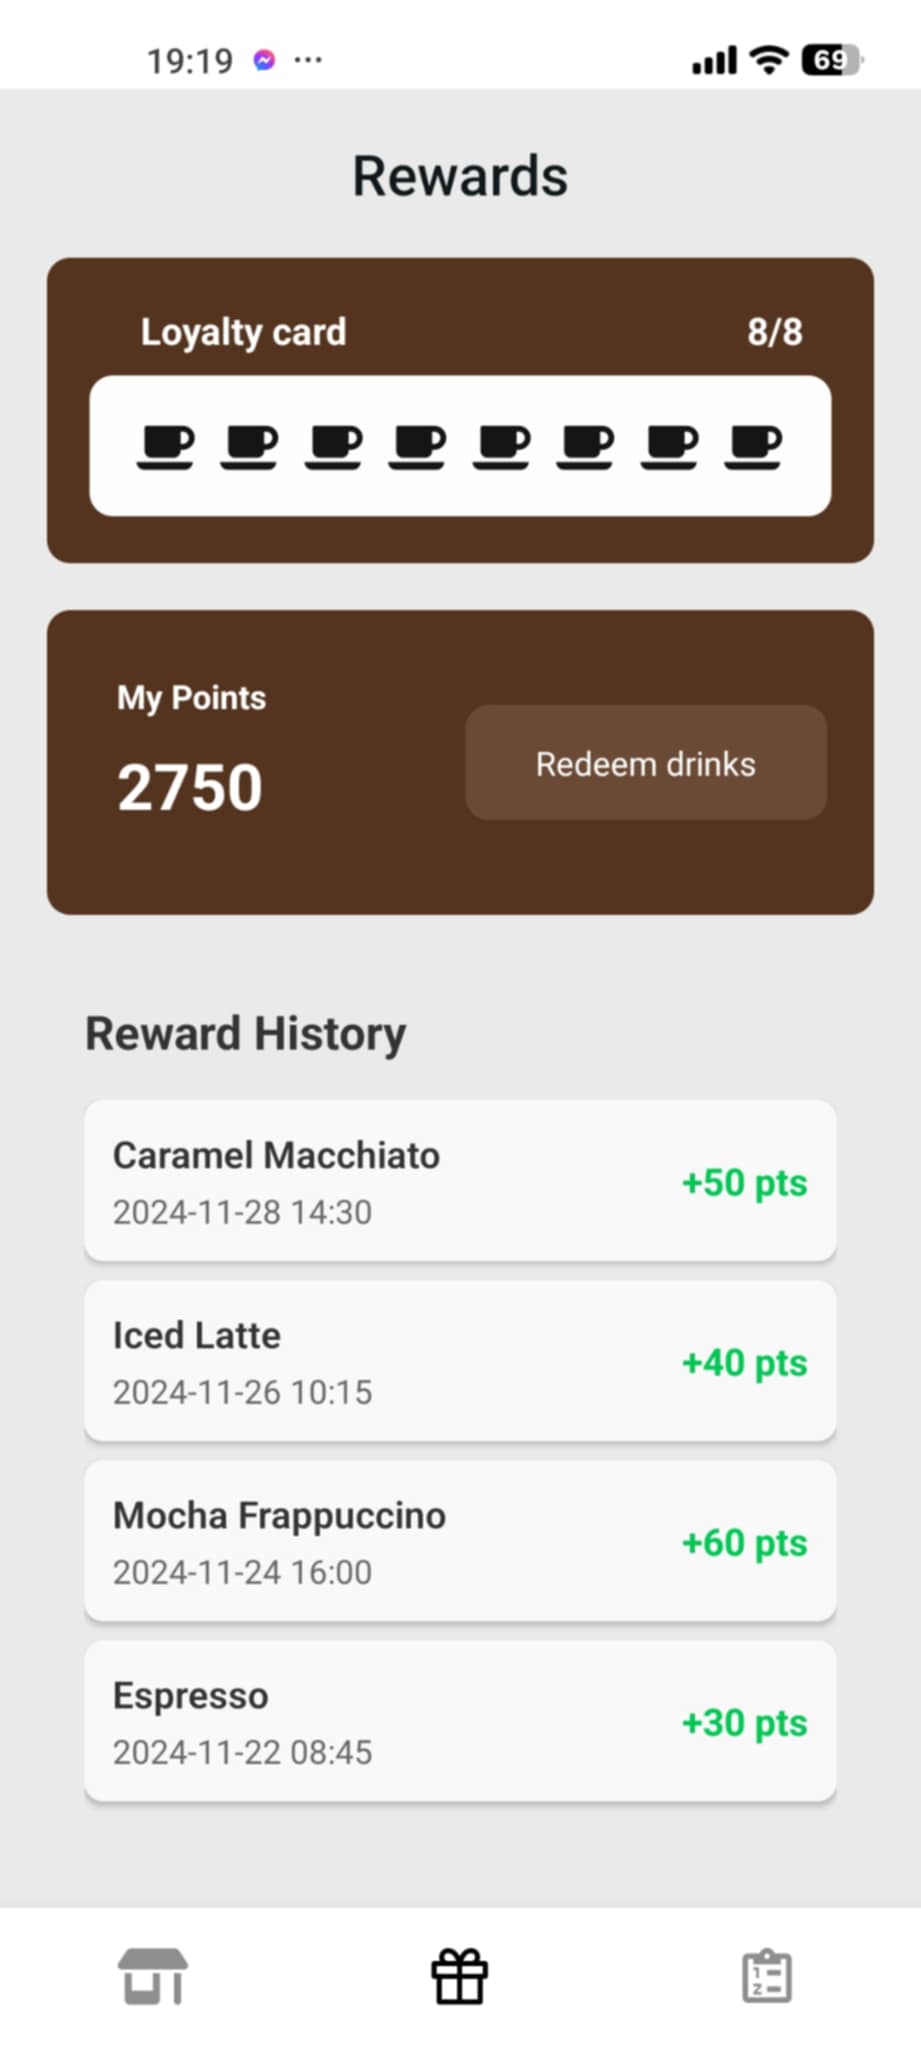 19:19 ...
69
Rewards
Loyalty card 8/8
My Points
2750
Redeem drinks
Reward History
Caramel Macchiato
2024-11-28 14:30
+50 pts
Iced Latte
2024-11-26 10:15
+40 pts
Mocha Frappuccino
2024-11-24 16:00
+60 pts
Espresso
2024-11-22 08:45
+30 pts